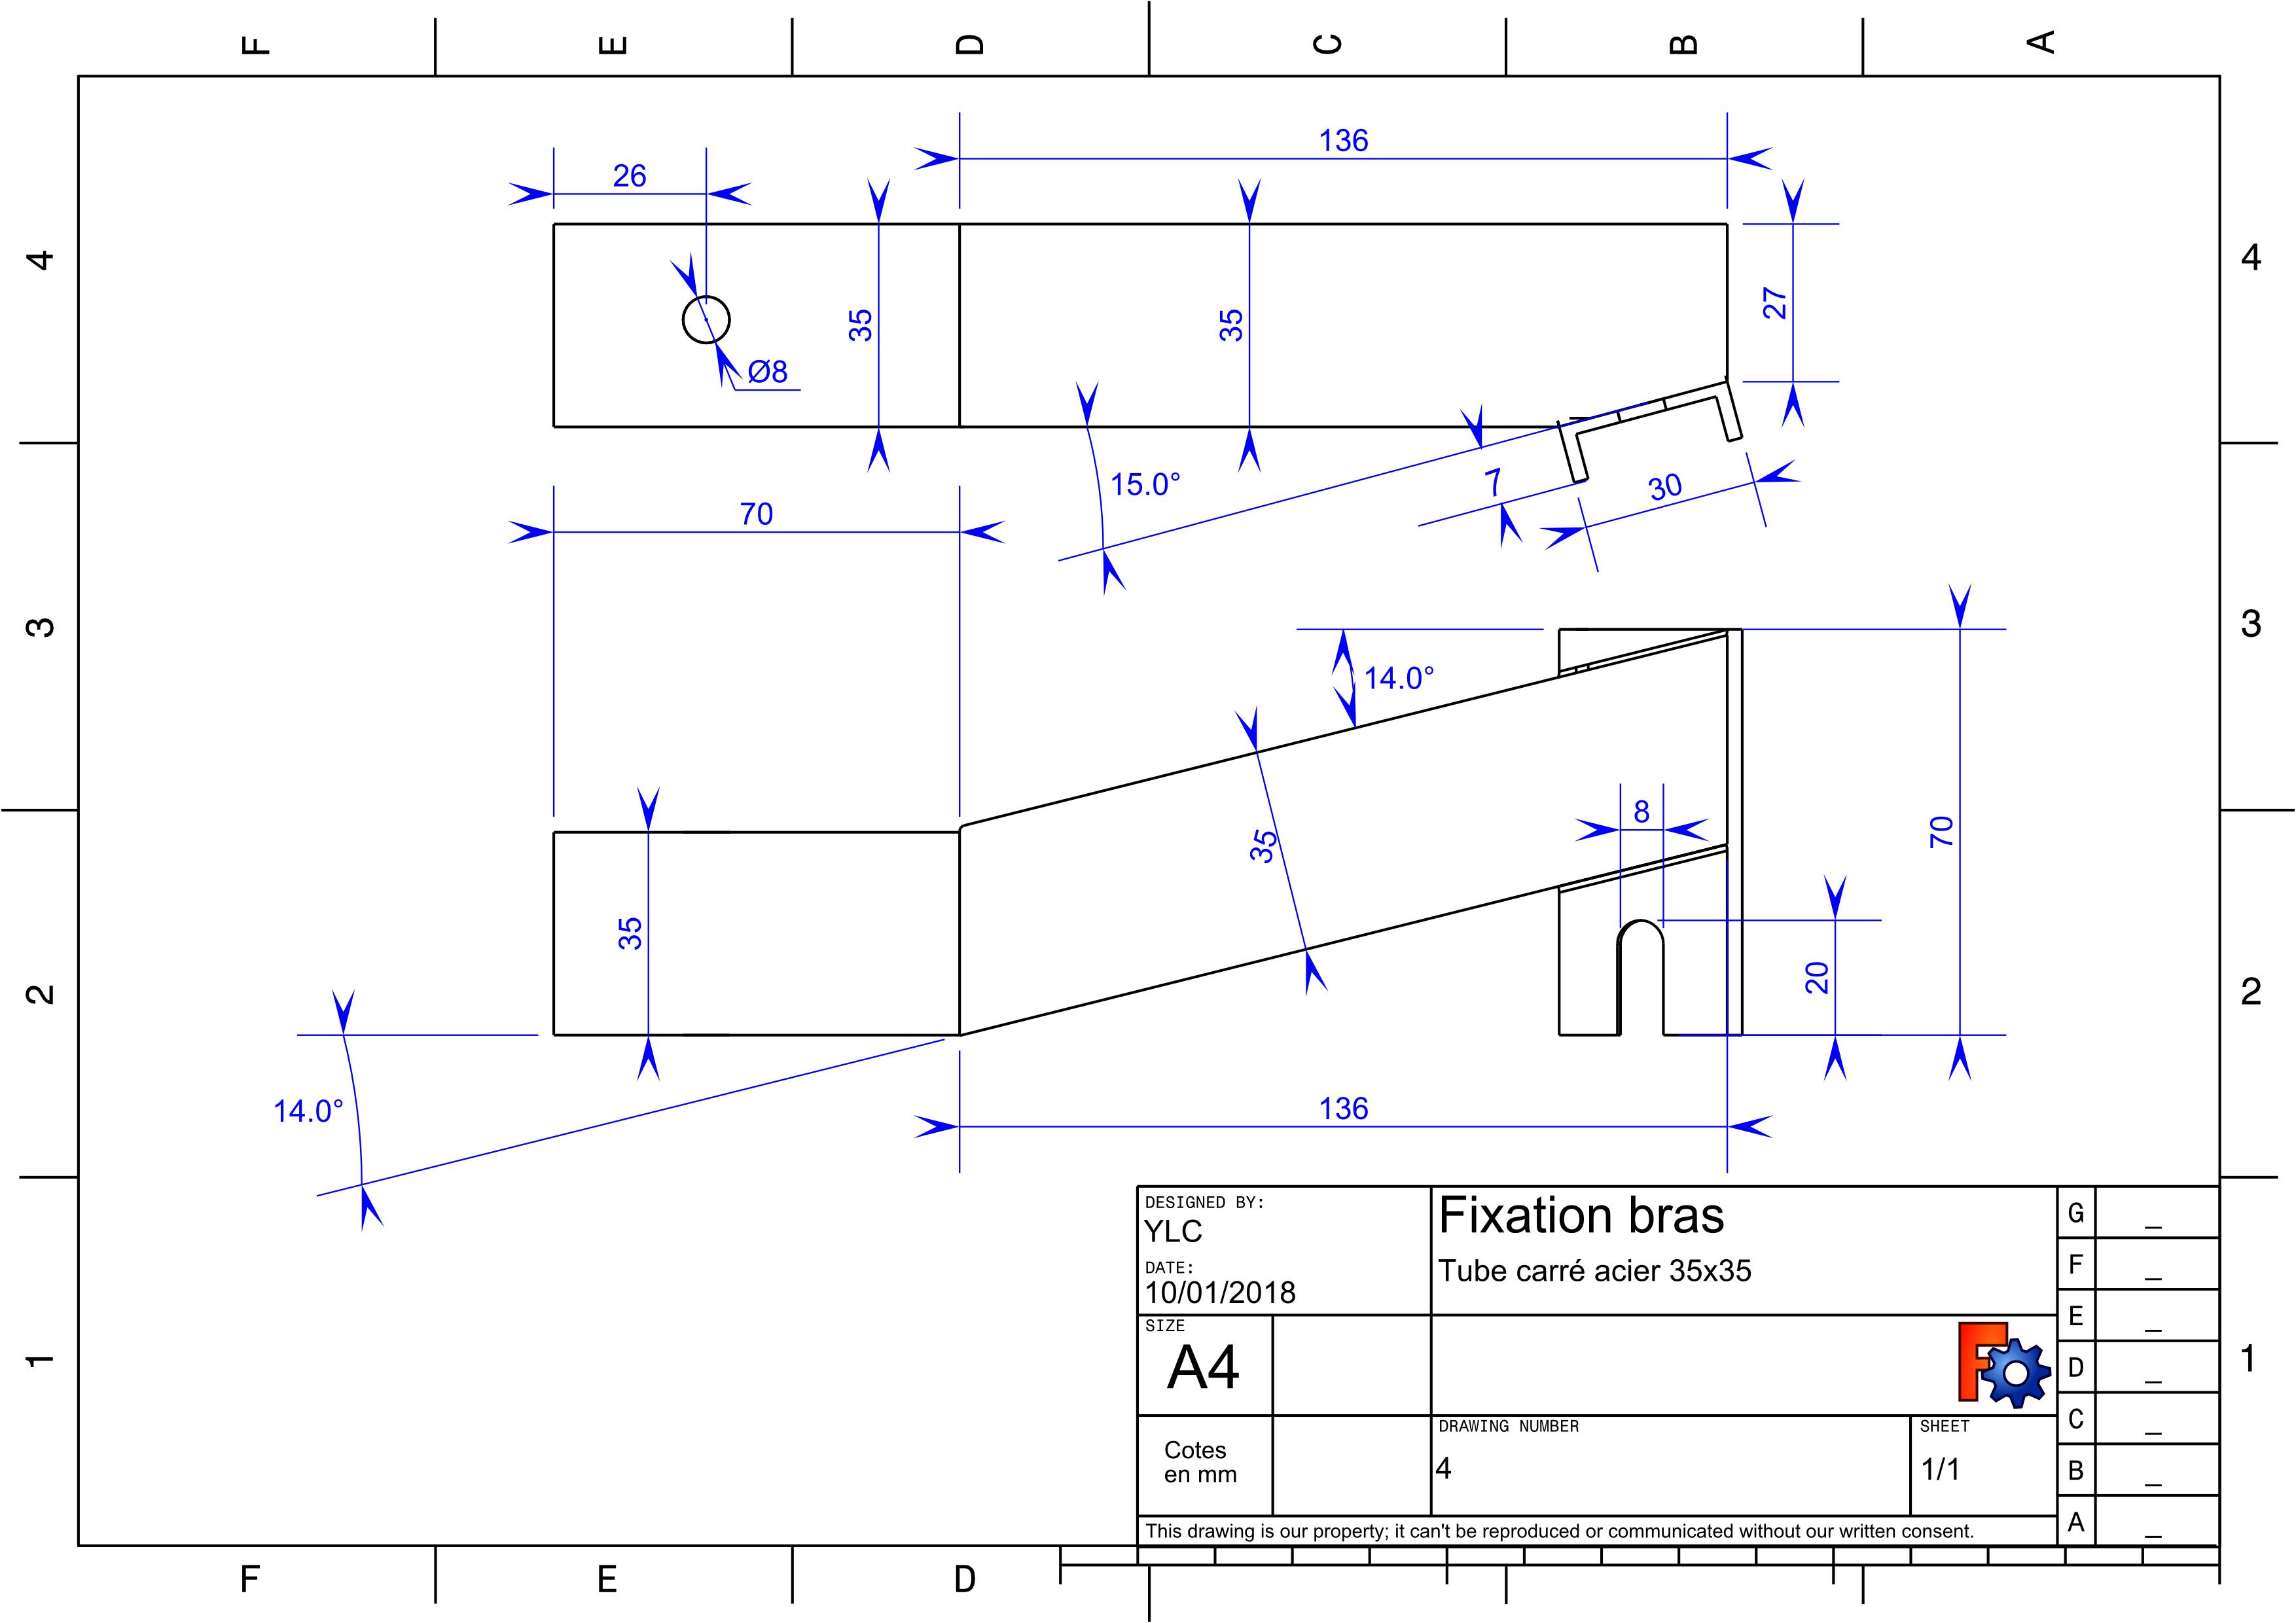 F E D C B A
136
26
4
35
35
27
4
Ø8
15.0°
7
30
70
3
14.0°
3
8
70
35
35
20
2
2
14.0°
136
DESIGNED BY:
YLC
DATE:
10/01/2018
Fixation bras
Tube carré acier 35x35
G _
F _
E _
D _
C _
B _
A _
SIZE
A4
1
1
Cotes
en mm
DRAWING NUMBER
4
SHEET
1/1
This drawing is our property; it can't be reproduced or communicated without our written consent.
F E D